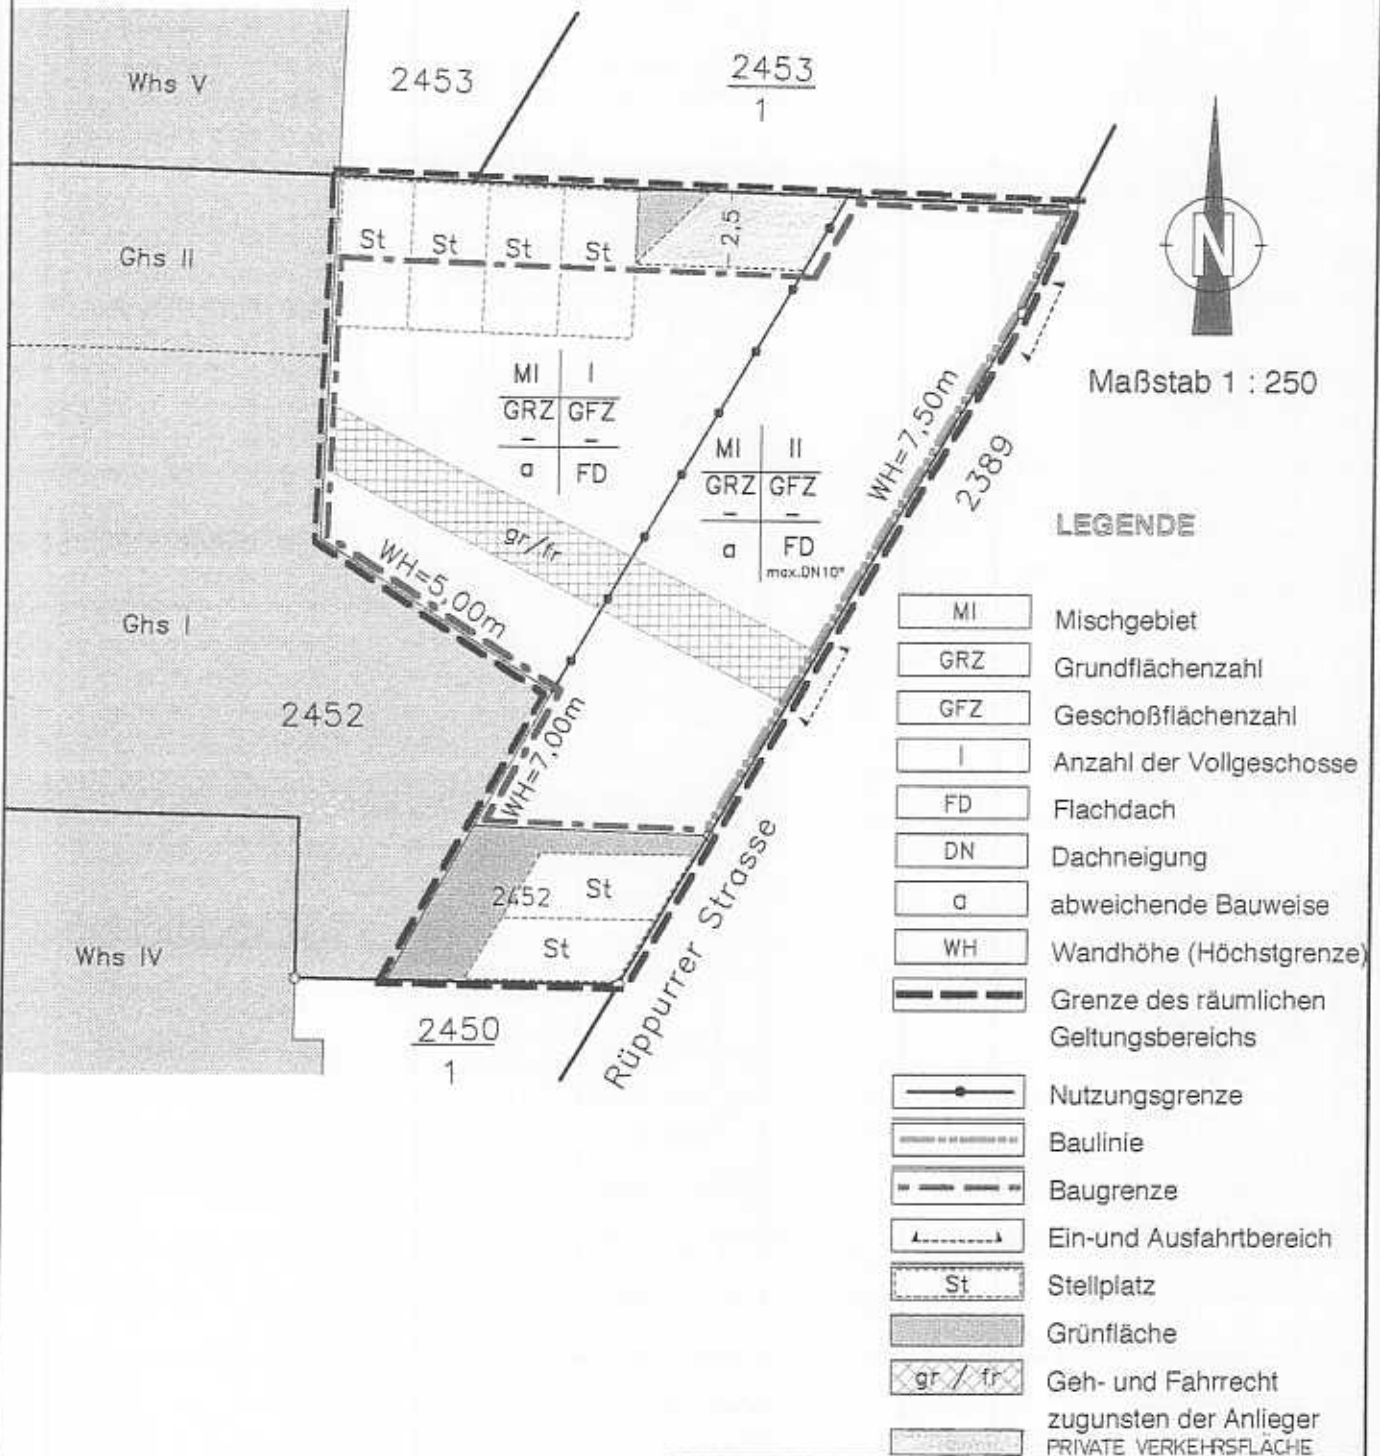 Whs V
2453
2453
1
Ghs II
St
St
St
St
2,5
N
Maßstab 1 : 250
MI I
GRZ GFZ
- -
a FD
MI II
GRZ GFZ
- -
a FD
max.DN10°
WH=7,50m
2389
gr/fr
WH=5,00m
Ghs I
2452
WH=7,00m
2452
St
St
Whs IV
Rüppurrer Strasse
2450
1
LEGENDE
MI Mischgebiet
GRZ Grundflächenzahl
GFZ Geschoßflächenzahl
I Anzahl der Vollgeschosse
FD Flachdach
DN Dachneigung
a abweichende Bauweise
WH Wandhöhe (Höchstgrenze)
Grenze des räumlichen
Geltungsbereichs
Nutzungsgrenze
Baulinie
Baugrenze
Ein-und Ausfahrtbereich
St Stellplatz
Grünfläche
gr / fr Geh- und Fahrrecht
zugunsten der Anlieger
PRIVATE VERKEHRSFLÄCHE